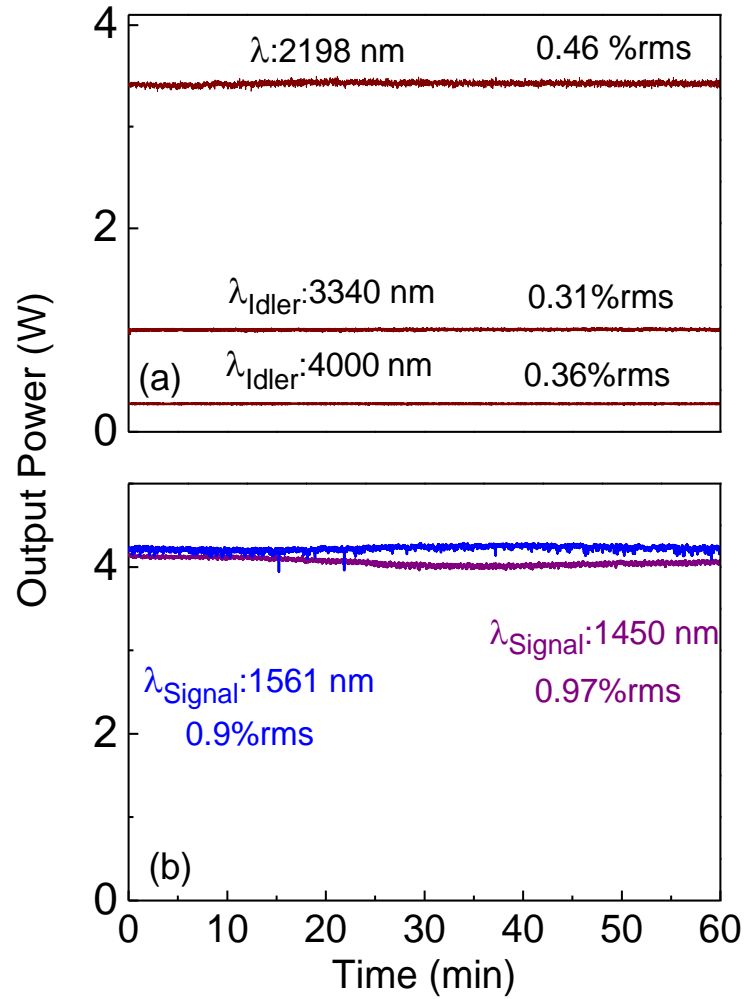 4
λ:2198 nm 0.46 %rms
2
λIdler:3340 nm 0.31%rms
(a) λIdler:4000 nm 0.36%rms
0
Output Power (W)
4
λSignal:1450 nm
λSignal:1561 nm 0.97%rms
0.9%rms
2
(b)
0
0 10 20 30 40 50 60
Time (min)